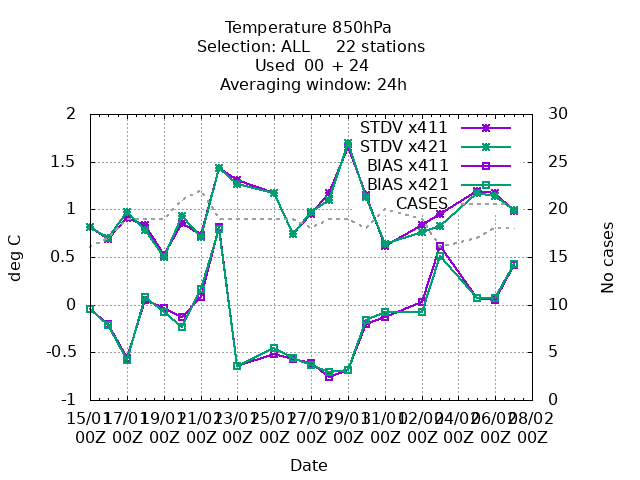 Temperature 850hPa
Selection: ALL 22 stations
Used 00 + 24
Averaging window: 24h
STDV x411
STDV x421
BIAS x411
BIAS x421
CASES
deg C
2
1.5
1
0.5
0
-0.5
-1
No cases
30
25
20
15
10
5
0
15/01 17/01 19/01 21/01 23/01 25/01 27/01 29/01 31/01 02/02 04/02 06/02 08/02
00Z 00Z 00Z 00Z 00Z 00Z 00Z 00Z 00Z 00Z 00Z 00Z 00Z
Date